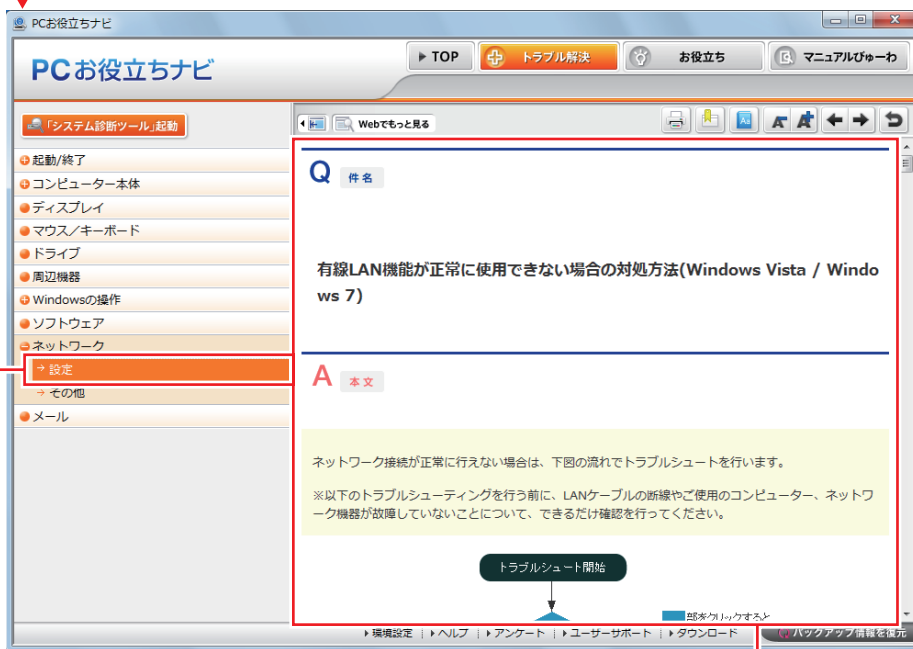 PCお役立ちナビ
PCお役立ちナビ
TOP
トラブル解決
お役立ち
マニュアルびゅーわ
「システム診断ツール」起動
Webでもっと見る
起動/終了
コンピューター本体
ディスプレイ
マウス/キーボード
ドライブ
周辺機器
Windowsの操作
ソフトウェア
ネットワーク
設定
その他
メール
Q 件名
有線LAN機能が正常に使用できない場合の対処方法(Windows Vista / Windo
ws 7)
A 本文
ネットワーク接続が正常に行えない場合は、下図の流れでトラブルシュートを行います。
※以下のトラブルシューティングを行う前に、LANケーブルの断線やご使用のコンピューター、ネットワ
ーク機器が故障していないことについて、できるだけ確認を行ってください。
トラブルシュート開始
部をクリックすると
環境設定 | ヘルプ | アンケート | ユーザーサポート | ダウンロード
バックアップ情報を復元